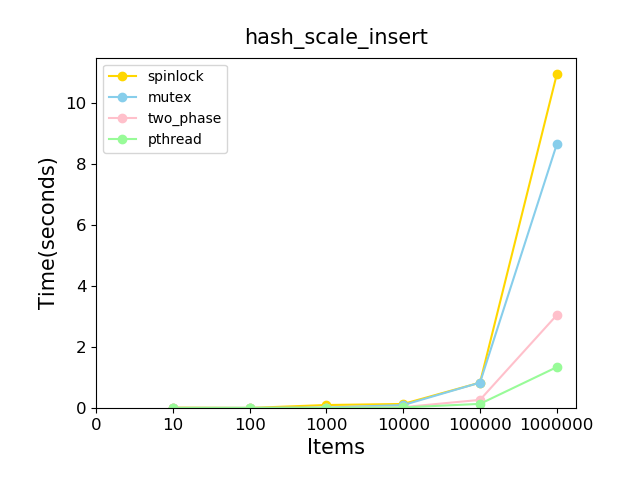 hash_scale_insert
spinlock
mutex
two_phase
pthread
10
8
6
4
2
0
Time(seconds)
0 10 100 1000 10000 100000 1000000
Items